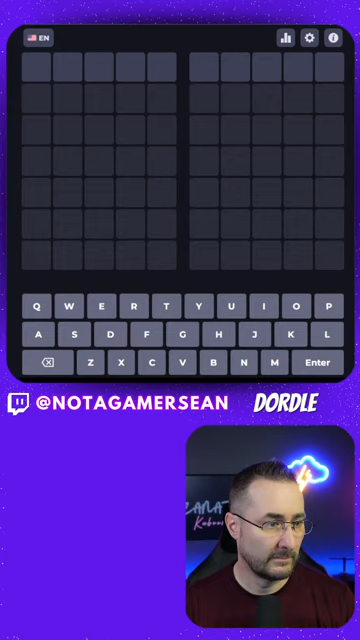 EN
Q W E R T Y U I O P
A S D F G H J K L
Z X C V B N M Enter
@NOTAGAMERSEAN DORDLE